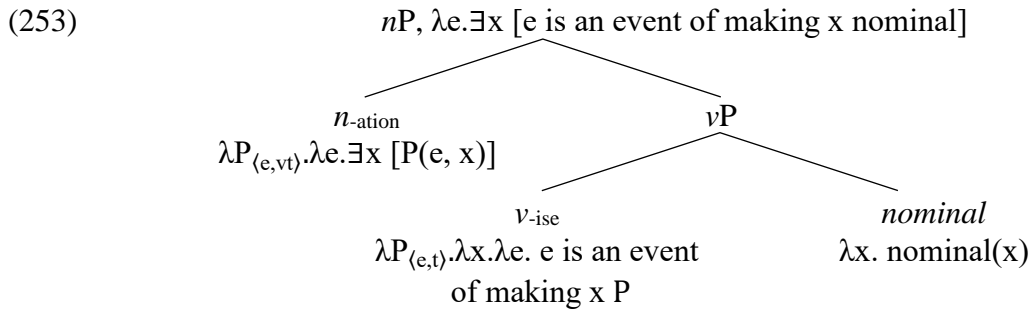 (253) nP, λe.∃x [e is an event of making x nominal]
n-ation vP
λP⟨e,vt⟩.λe.∃x [P(e, x)]
v-ise nominal
λP⟨e,t⟩.λx.λe. e is an event λx. nominal(x)
of making x P